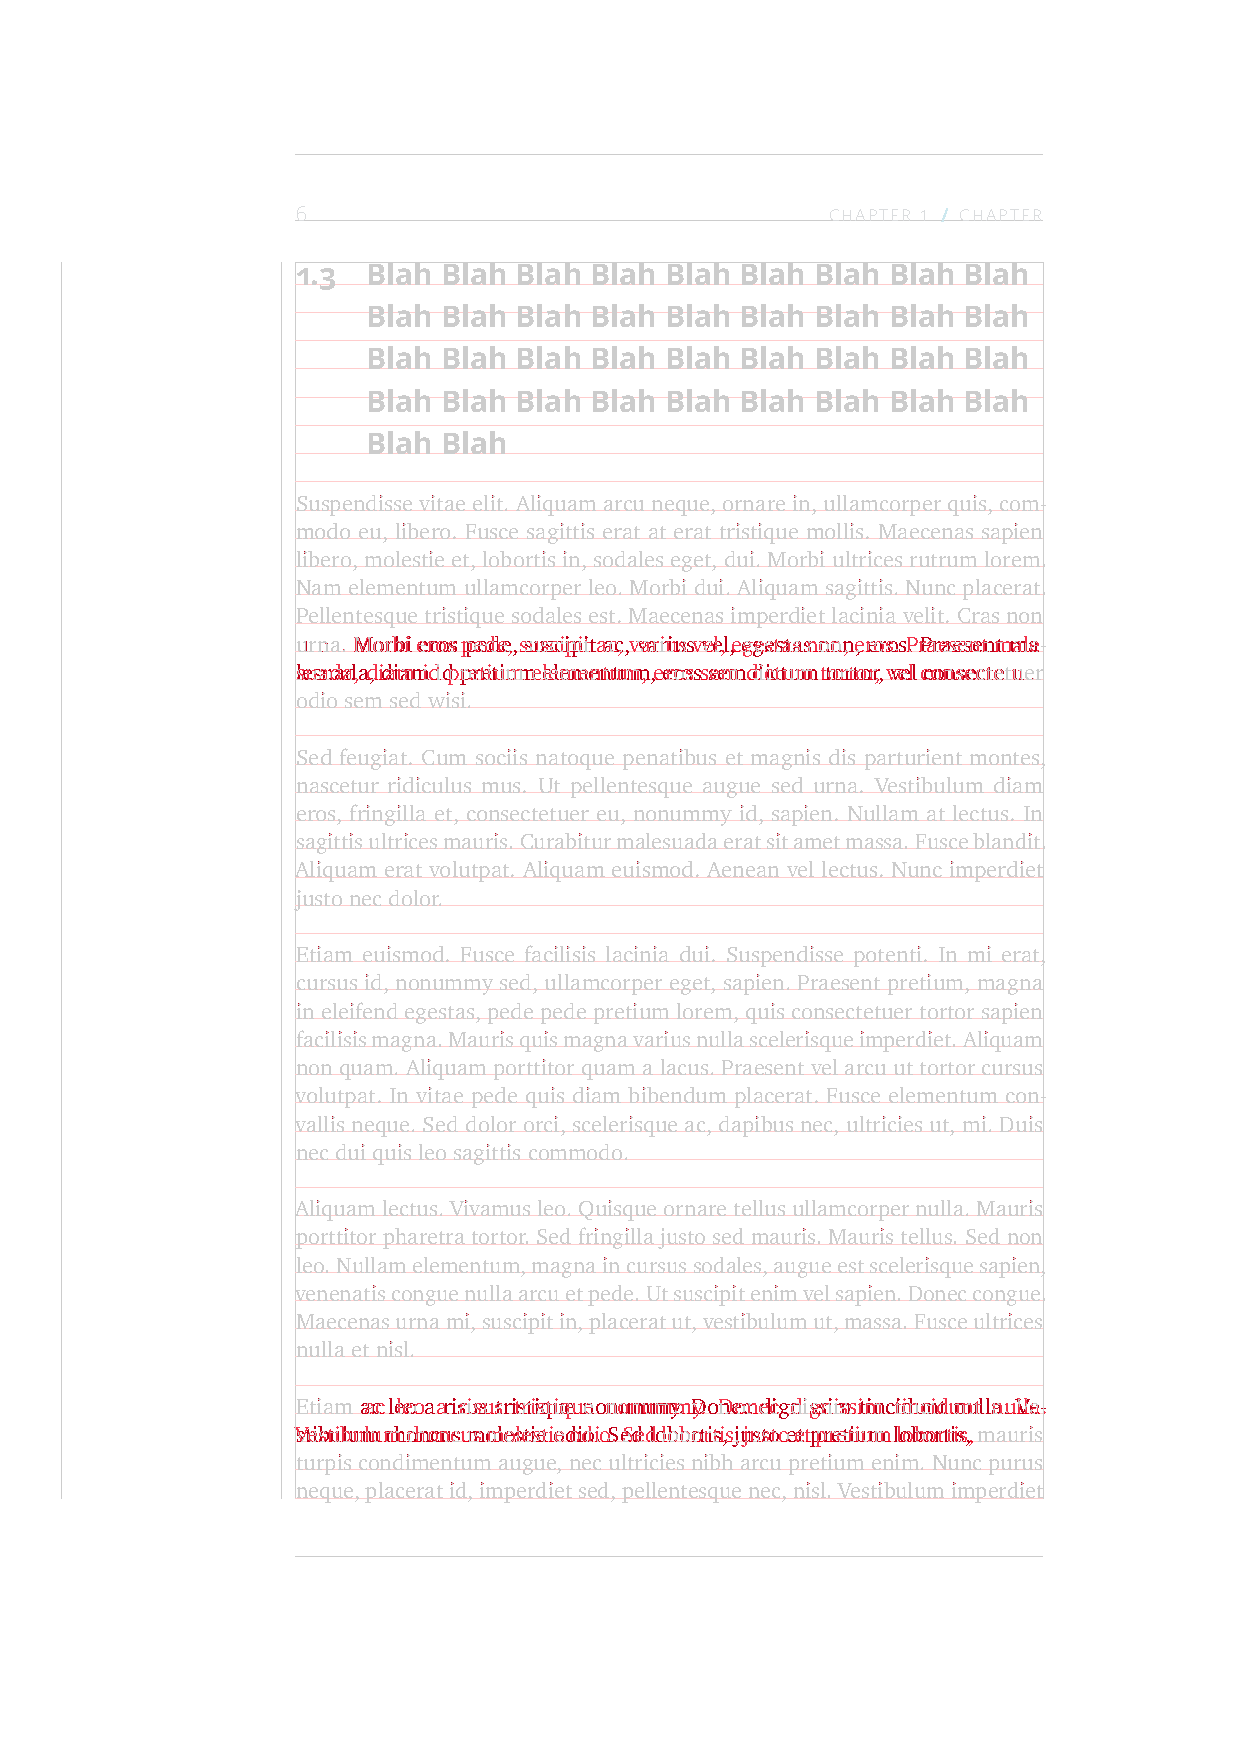 6 CHAPTER 1 / CHAPTER
1.3 Blah Blah Blah Blah Blah Blah Blah Blah Blah
Blah Blah Blah Blah Blah Blah Blah Blah Blah
Blah Blah Blah Blah Blah Blah Blah Blah Blah
Blah Blah Blah Blah Blah Blah Blah Blah Blah
Blah Blah
Suspendisse vitae elit. Aliquam arcu neque, ornare in, ullamcorper quis, com-
modo eu, libero. Fusce sagittis erat at erat tristique mollis. Maecenas sapien
libero, molestie et, lobortis in, sodales eget, dui. Morbi ultrices rutrum lorem.
Nam elementum ullamcorper leo. Morbi dui. Aliquam sagittis. Nunc placerat.
Pellentesque tristique sodales est. Maecenas imperdiet lacinia velit. Cras non
urna. Morbi eros pede, suscipit ac, varius vel, egestas non, eros. Praesent
odio sem sed wisi.
Sed feugiat. Cum sociis natoque penatibus et magnis dis parturient montes,
nascetur ridiculus mus. Ut pellentesque augue sed urna. Vestibulum diam
eros, fringilla et, consectetuer eu, nonummy id, sapien. Nullam at lectus. In
sagittis ultrices mauris. Curabitur malesuada erat sit amet massa. Fusce blandit.
Aliquam erat volutpat. Aliquam euismod. Aenean vel lectus. Nunc imperdiet
justo nec dolor.
Etiam euismod. Fusce facilisis lacinia dui. Suspendisse potenti. In mi erat,
cursus id, nonummy sed, ullamcorper eget, sapien. Praesent pretium, magna
in eleifend egestas, pede pede pretium lorem, quis consectetuer tortor sapien
facilisis magna. Mauris quis magna varius nulla scelerisque imperdiet. Aliquam
non quam. Aliquam porttitor quam a lacus. Praesent vel arcu ut tortor cursus
volutpat. In vitae pede quis diam bibendum placerat. Fusce elementum con-
vallis neque. Sed dolor orci, scelerisque ac, dapibus nec, ultricies ut, mi. Duis
nec dui quis leo sagittis commodo.
Aliquam lectus. Vivamus leo. Quisque ornare tellus ullamcorper nulla. Mauris
porttitor pharetra tortor. Sed fringilla justo sed mauris. Mauris tellus. Sed non
leo. Nullam elementum, magna in cursus sodales, augue est scelerisque sapien,
venenatis congue nulla arcu et pede. Ut suscipit enim vel sapien. Donec congue.
Maecenas urna mi, suscipit in, placerat ut, vestibulum ut, massa. Fusce ultrices
nulla et nisl.
Etiam
mauris
turpis condimentum augue, nec ultricies nibh arcu pretium enim. Nunc purus
neque, placerat id, imperdiet sed, pellentesque nec, nisl. Vestibulum imperdiet